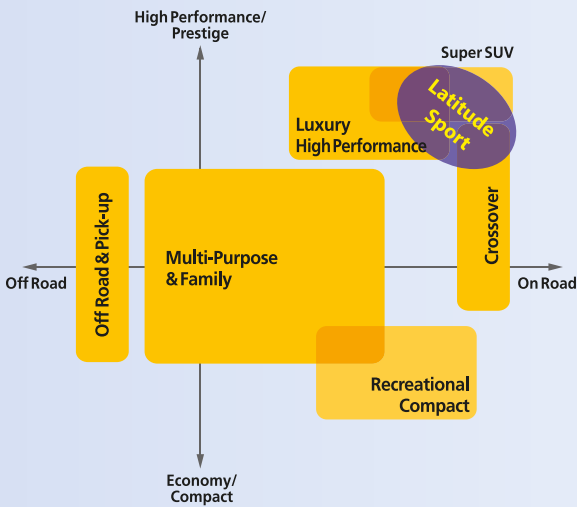 High Performance/
Prestige
Super SUV
Latitude
Sport
Luxury
High Performance
Off Road & Pick-up
Multi-Purpose
& Family
Crossover
Off Road
On Road
Recreational
Compact
Economy/
Compact